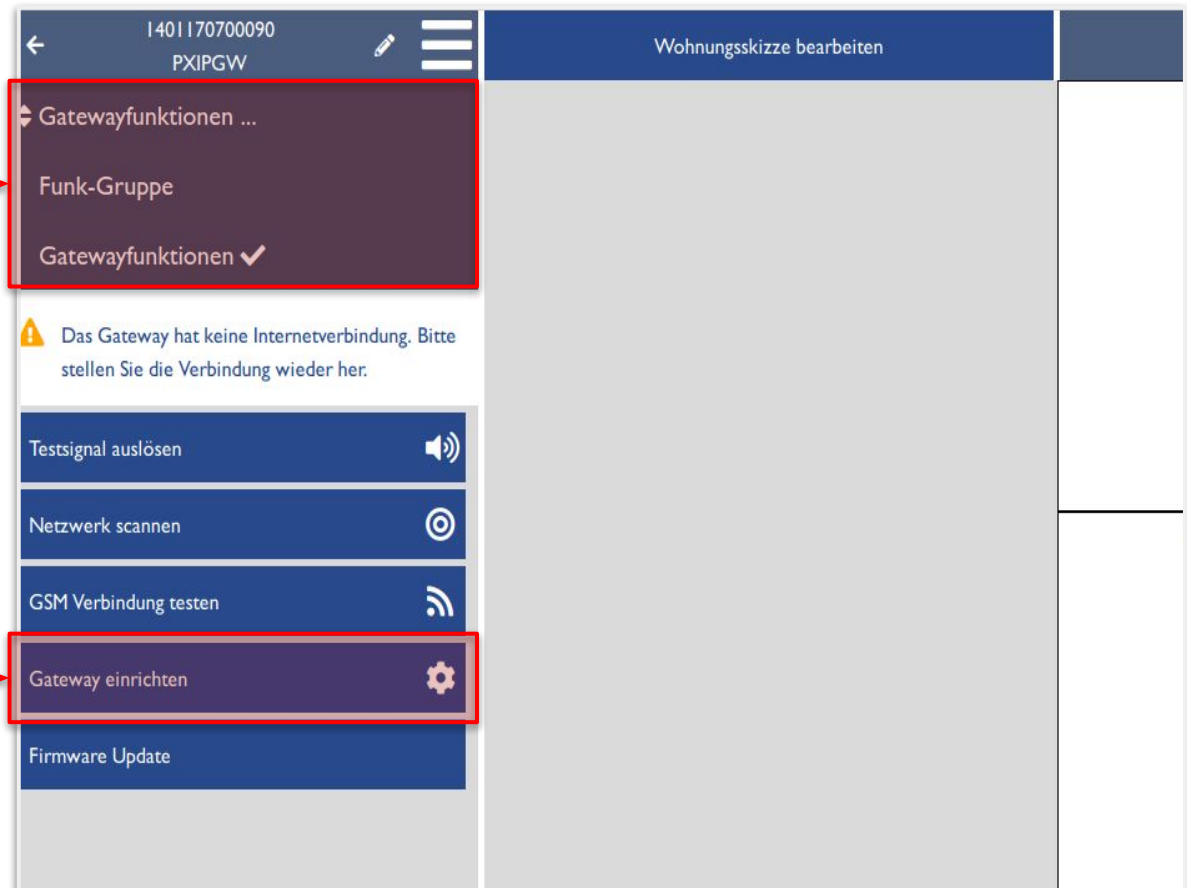 1401170700090
PXIPGW
Wohnungsskizze bearbeiten
Gatewayfunktionen ...
Funk-Gruppe
Gatewayfunktionen
Das Gateway hat keine Internetverbindung. Bitte
stellen Sie die Verbindung wieder her.
Testsignal auslösen
Netzwerk scannen
GSM Verbindung testen
Gateway einrichten
Firmware Update